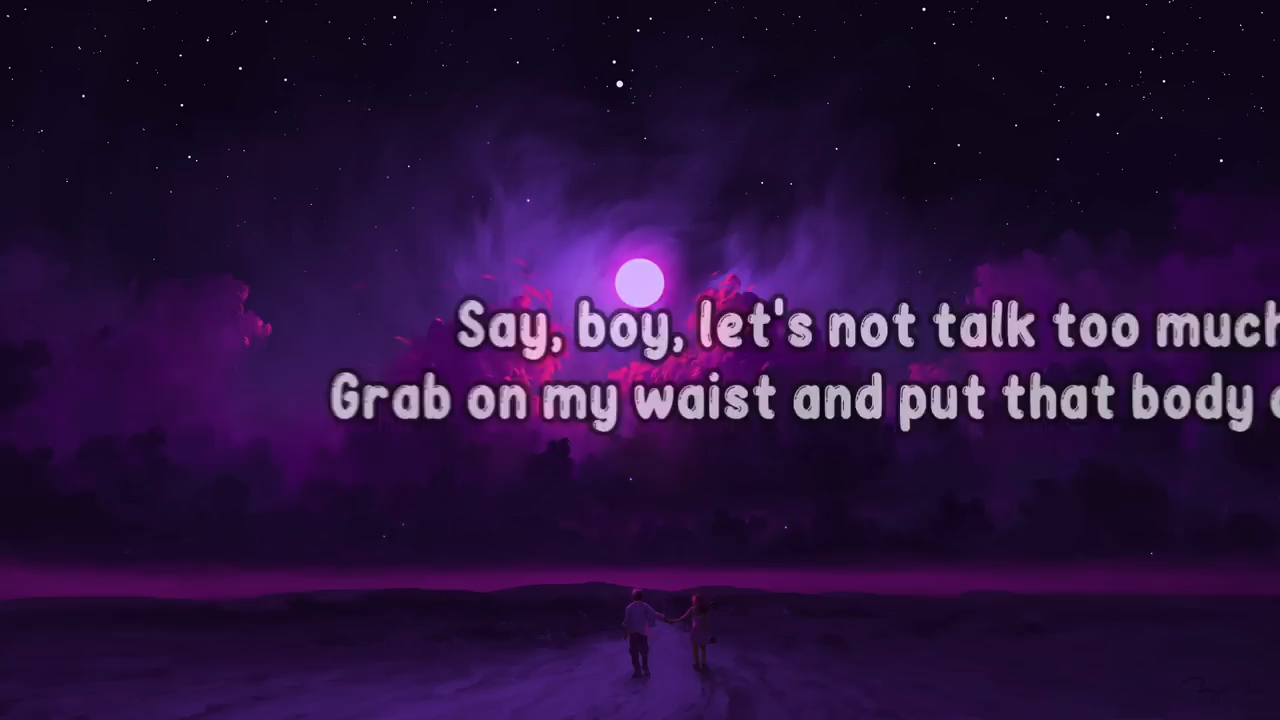 Say, boy, let's not talk too much
Grab on my waist and put that body